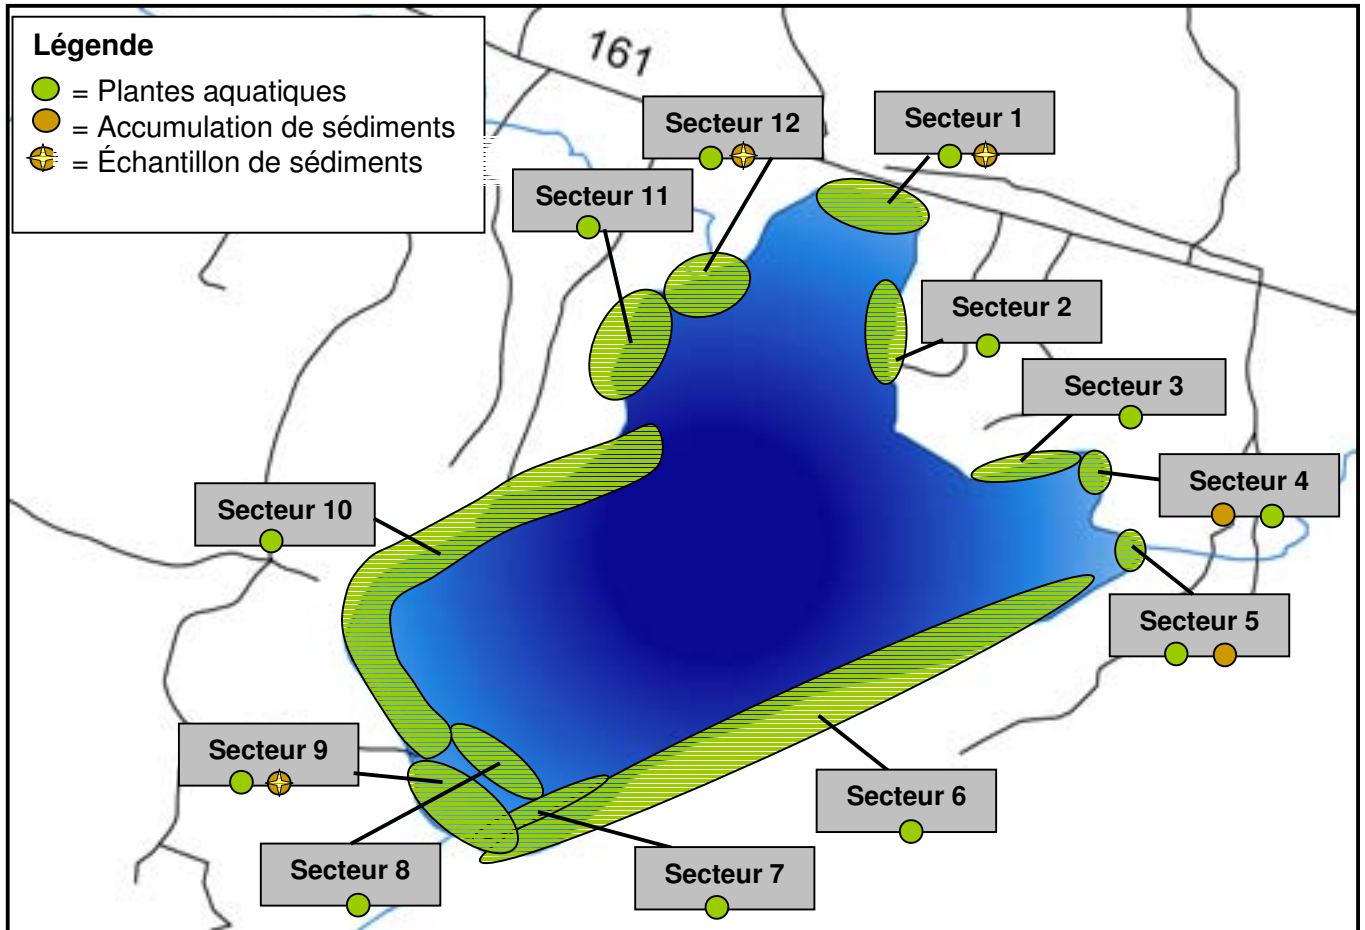 Légende
= Plantes aquatiques
= Accumulation de sédiments
= Échantillon de sédiments
161
Secteur 12
Secteur 1
Secteur 11
Secteur 2
Secteur 3
Secteur 4
Secteur 10
Secteur 5
Secteur 9
Secteur 6
Secteur 8
Secteur 7